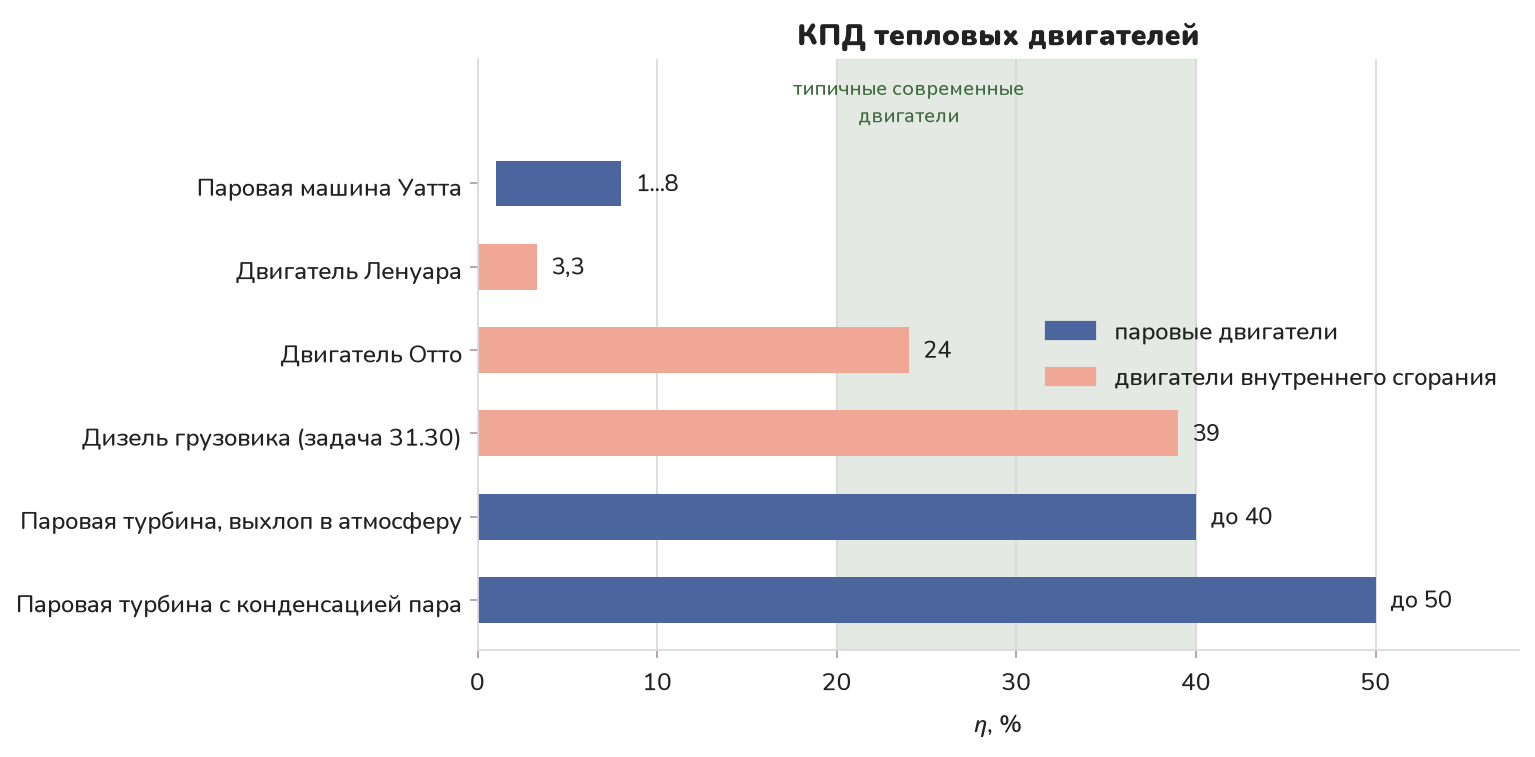 КПД тепловых двигателей
типичные современные
двигатели
Паровая машина Уатта
1...8
Двигатель Ленуара
3,3
Двигатель Отто
24
паровые двигатели
двигатели внутреннего сгорания
Дизель грузовика (задача 31.30)
39
Паровая турбина, выхлоп в атмосферу
до 40
Паровая турбина с конденсацией пара
до 50
0 10 20 30 40 50
η, %